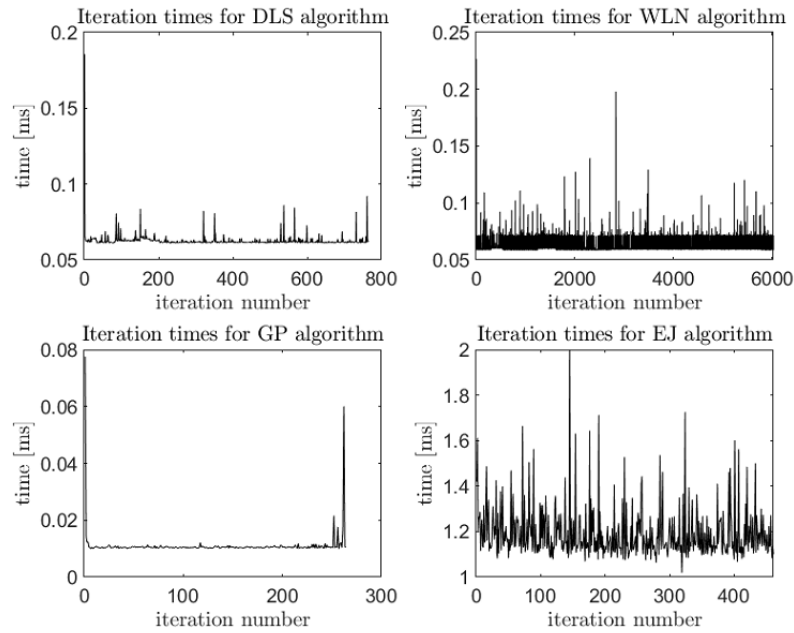 Iteration times for DLS algorithm
0.2
0.15
0.1
0.05
time [ms]
0 200 400 600 800
iteration number
Iteration times for WLN algorithm
0.25
0.2
0.15
0.1
0.05
time [ms]
0 2000 4000 6000
iteration number
Iteration times for GP algorithm
0.08
0.06
0.04
0.02
0
time [ms]
0 100 200 300
iteration number
Iteration times for EJ algorithm
2
1.8
1.6
1.4
1.2
1
time [ms]
0 100 200 300 400
iteration number